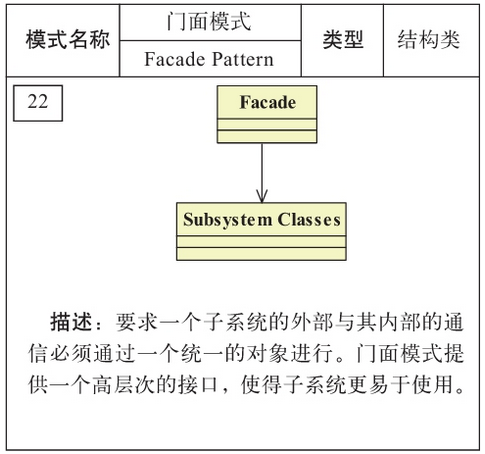 模式名称
门面模式
Facade Pattern
类型
结构类
22
Facade
Subsystem Classes
描述：要求一个子系统的外部与其内部的通
信必须通过一个统一的对象进行。门面模式提
供一个高层次的接口，使得子系统更易于使用。